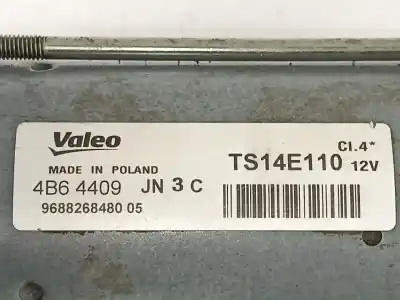 Valeo
MADE IN POLAND
4B6 4409 JN 3 C
9688268480 05
Cl.4*
TS14E110 12V